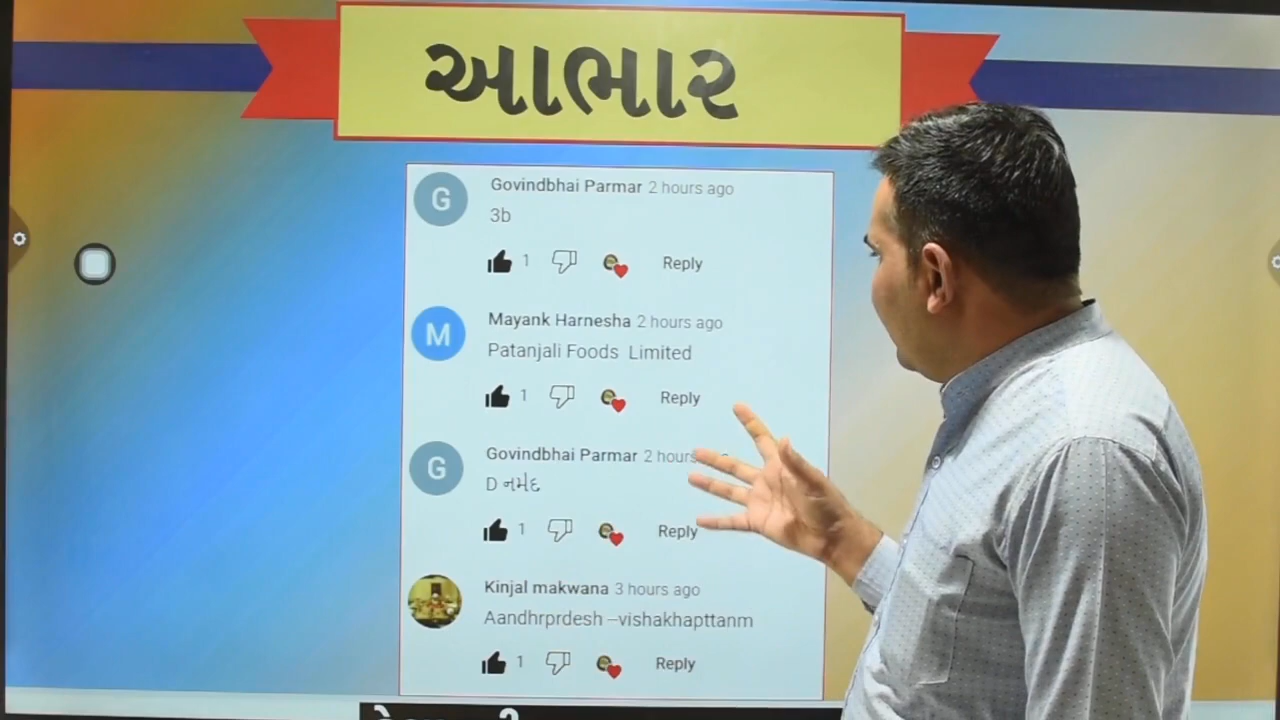 આભાર
G
Govindbhai Parmar 2 hours ago
3b
1
Reply
M
Mayank Harnesha 2 hours ago
Patanjali Foods Limited
1
Reply
G
Govindbhai Parmar 2 hours
D નર્મદ
1
Reply
Kinjal makwana 3 hours ago
Aandhrprdesh –vishakhapttanm
1
Reply